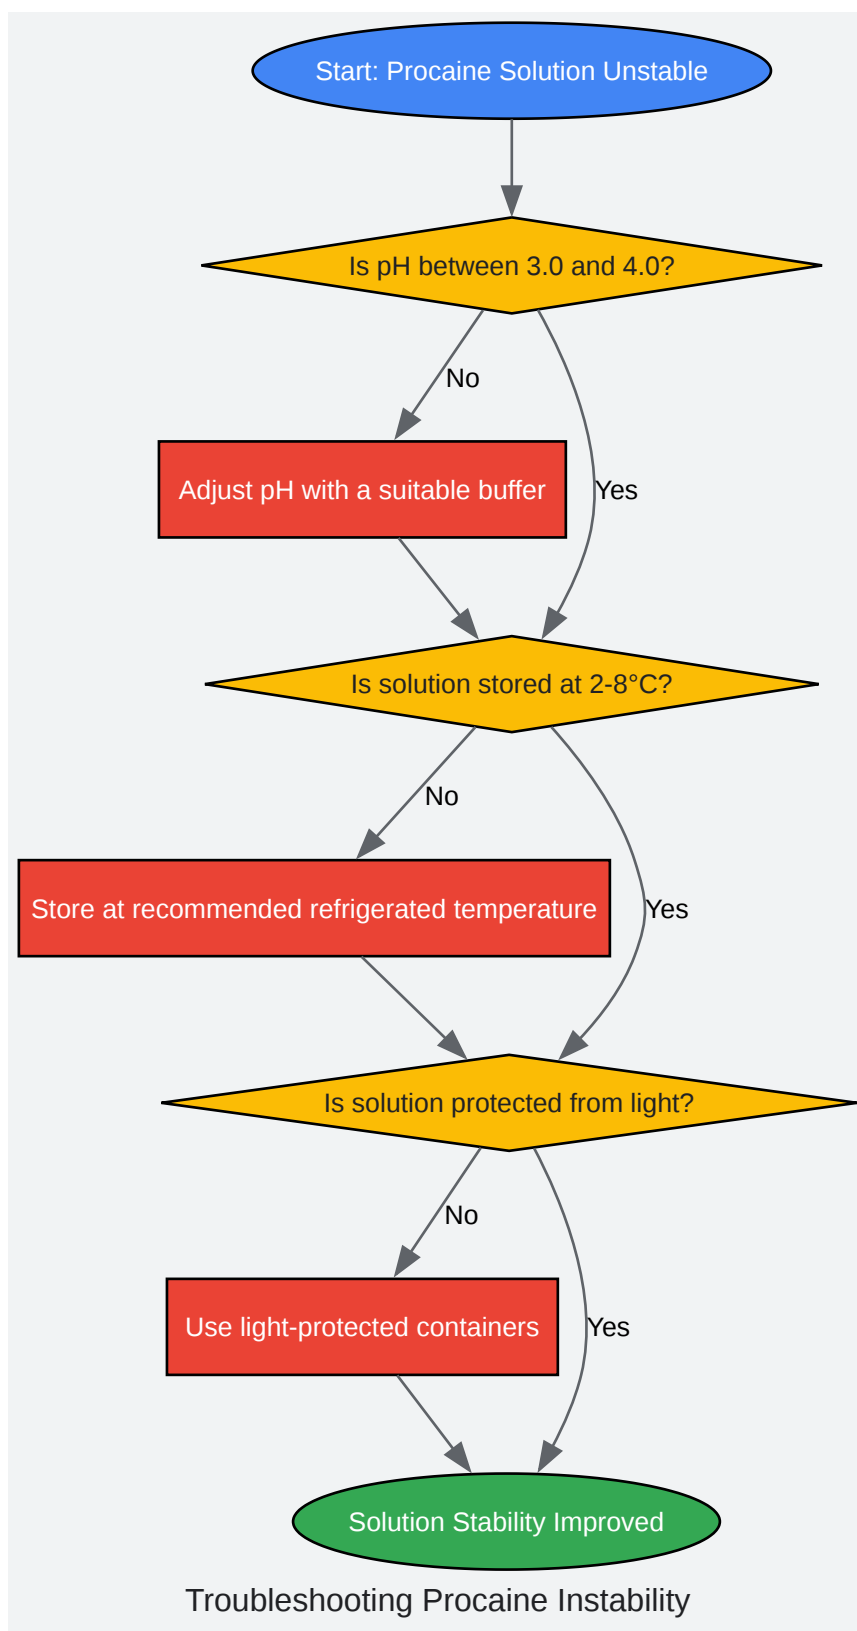 Start: Procaine Solution Unstable
Is pH between 3.0 and 4.0?
No
Adjust pH with a suitable buffer
Yes
Is solution stored at 2-8°C?
No
Store at recommended refrigerated temperature
Yes
Is solution protected from light?
No
Use light-protected containers
Yes
Solution Stability Improved
Troubleshooting Procaine Instability